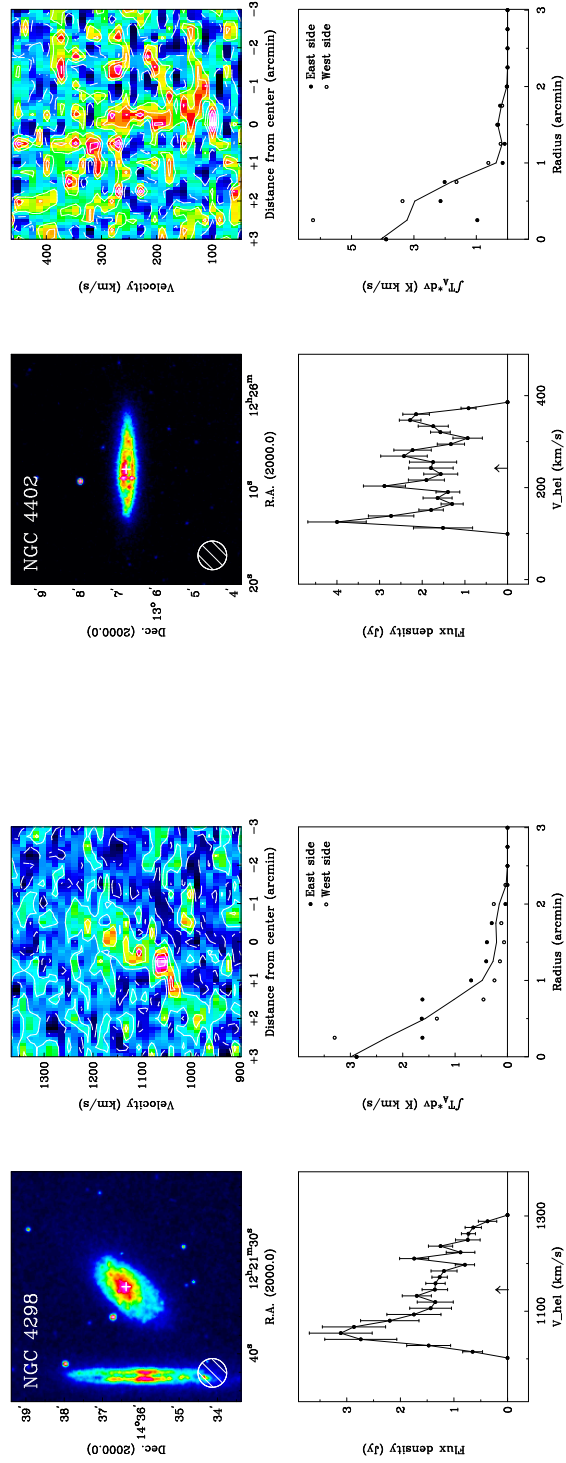 NGC 4298
39′
38′
37′
14°36′
35′
34′
Dec. (2000.0)
40ˢ 12ʰ21ᵐ30ˢ
R.A. (2000.0)
1300
1200
1100
1000
900
Velocity (km/s)
+3 +2 +1 0 −1 −2 −3
Distance from center (arcmin)
NGC 4402
9′
8′
7′
13° 6′
5′
4′
Dec. (2000.0)
20ˢ 10ˢ 12ʰ26ᵐ
R.A. (2000.0)
400
300
200
100
Velocity (km/s)
+3 +2 +1 0 −1 −2 −3
Distance from center (arcmin)
3
2
1
0
Flux density (Jy)
1100 1300
V_hel (km/s)
East side
West side
3
2
1
0
∫T_A*dv (K km/s)
0 1 2 3
Radius (arcmin)
4
3
2
1
0
Flux density (Jy)
0 200 400
V_hel (km/s)
East side
West side
5
3
1
∫T_A*dv (K km/s)
0 1 2 3
Radius (arcmin)